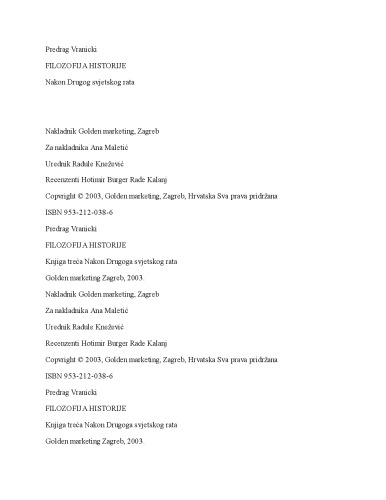 Predrag Vranicki
FILOZOFIJA HISTORIJE
Nakon Drugog svjetskog rata
Nakladnik Golden marketing, Zagreb
Za nakladnika Ana Maletić
Urednik Radule Knežević
Recenzenti Hotimir Burger Rade Kalanj
Copvright © 2003, Golden marketing, Zagreb, Hrvatska Sva prava pridržana
ISBN 953-212-038-6
Predrag Vranicki
FILOZOFIJA HISTORIJE
Knjiga treća Nakon Drugoga svjetskog rata
Golden marketing Zagreb, 2003.
Nakladnik Golden marketing, Zagreb
Za nakladnika Ana Maletić
Urednik Radule Knežević
Recenzenti Hotimir Burger Rade Kalanj
Copvright © 2003, Golden marketing, Zagreb, Hrvatska Sva prava pridržana
ISBN 953-212-038-6
Predrag Vranicki
FILOZOFIJA HISTORIJE
Knjiga treća Nakon Drugoga svjetskog rata
Golden marketing Zagreb, 2003.